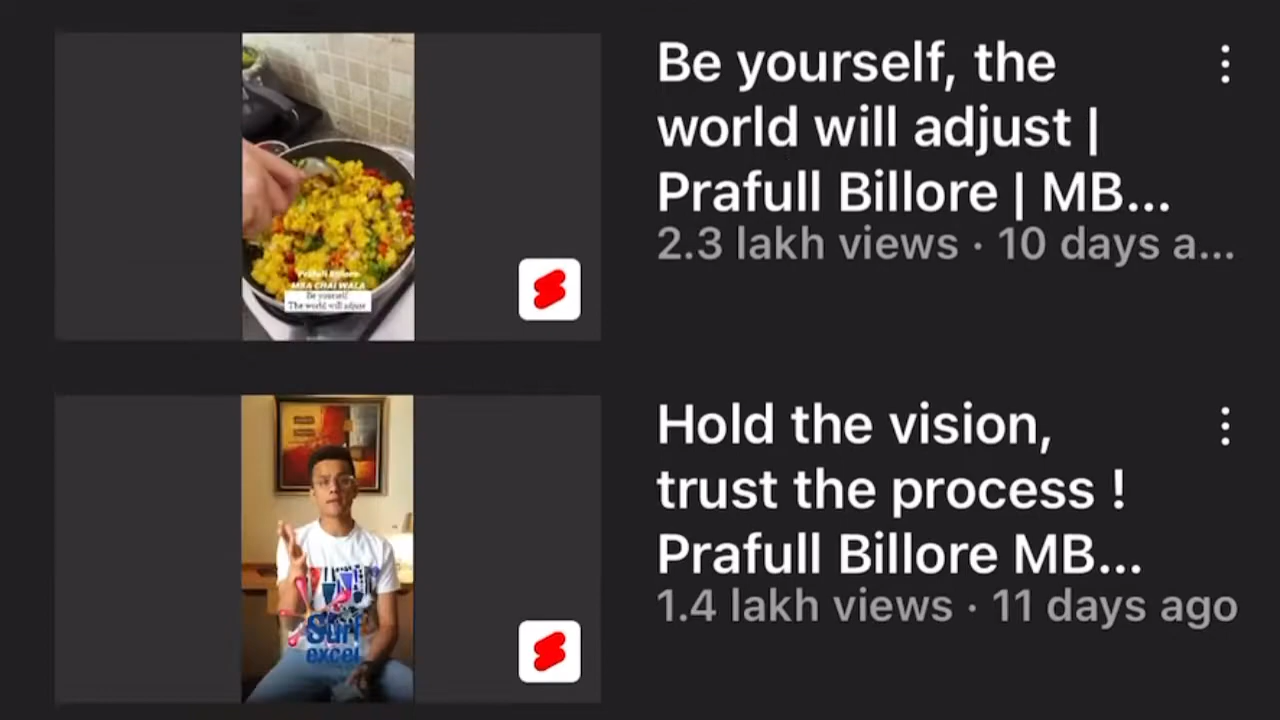 Be yourself, the
world will adjust |
Prafull Billore | MB...
2.3 lakh views · 10 days a...
Prafull Billore
MBA CHAI WALA
Be yourself
The world will adjust
Hold the vision,
trust the process !
Prafull Billore MB...
1.4 lakh views · 11 days ago
Surf
excel